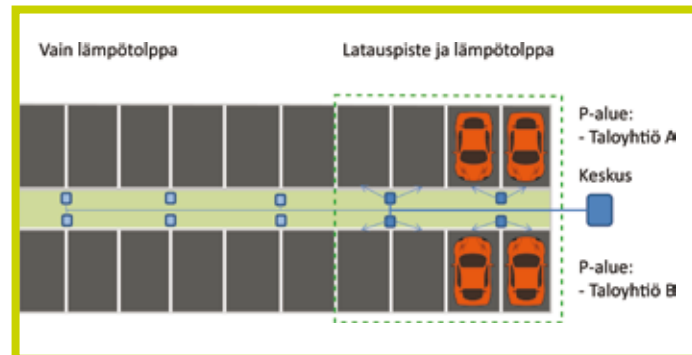 Vain lämpötolppa
Latauspiste ja lämpötolppa
P-alue:
- Taloyhtiö A
Keskus
P-alue:
- Taloyhtiö B